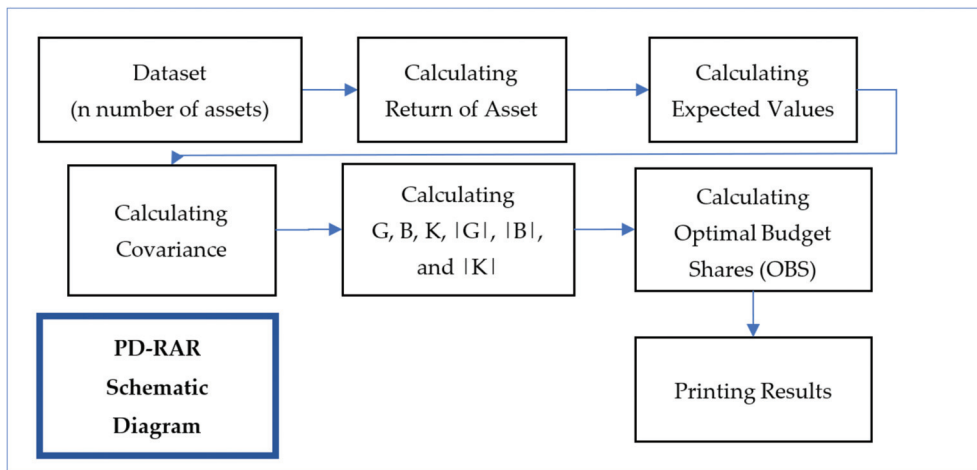 Dataset
(n number of assets)
Calculating
Return of Asset
Calculating
Expected Values
Calculating
Covariance
Calculating
G, B, K, |G|, |B|,
and |K|
Calculating
Optimal Budget
Shares (OBS)
PD-RAR
Schematic
Diagram
Printing Results